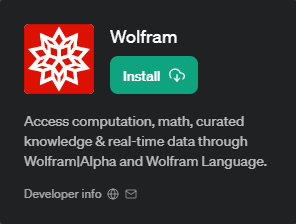 Wolfram
Install
Access computation, math, curated
knowledge & real-time data through
Wolfram|Alpha and Wolfram Language.
Developer info